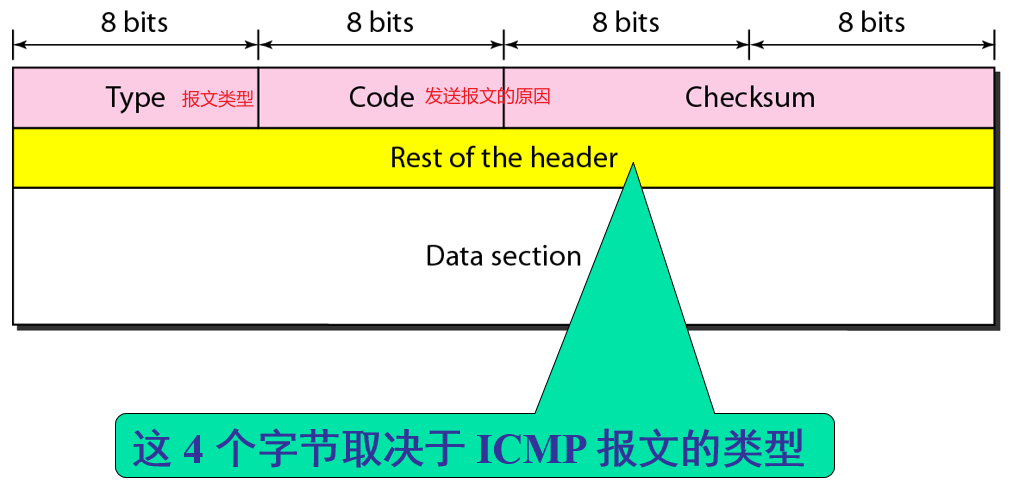 8 bits 8 bits 8 bits 8 bits
Type 报文类型 Code 发送报文的原因 Checksum
Rest of the header
Data section
这 4 个字节取决于 ICMP 报文的类型